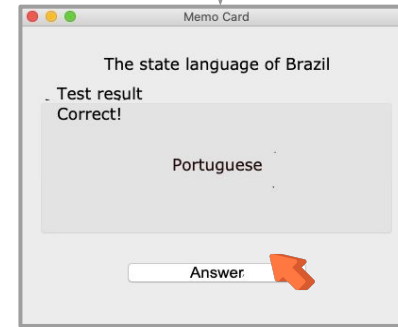 Memo Card
The state language of Brazil
Test result
Correct!
Portuguese
Answer